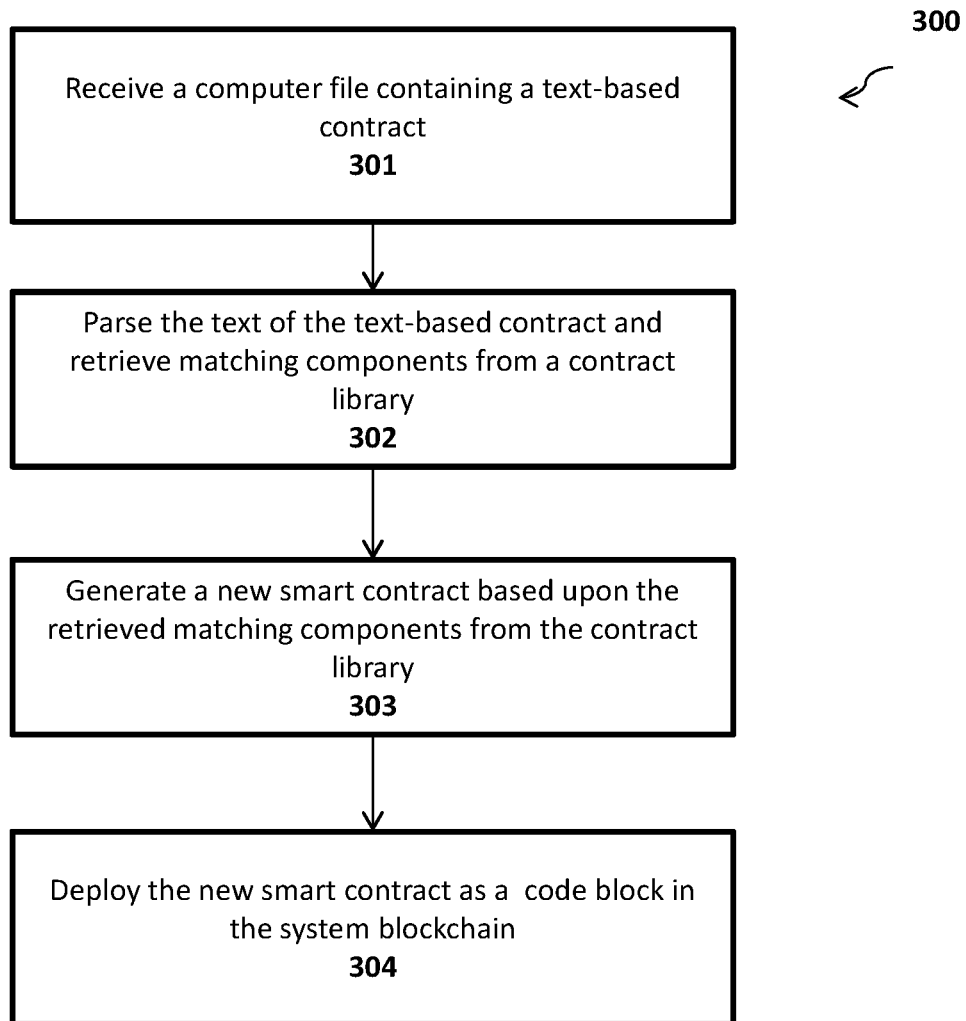 300
Receive a computer file containing a text-based
contract
301
Parse the text of the text-based contract and
retrieve matching components from a contract
library
302
Generate a new smart contract based upon the
retrieved matching components from the contract
library
303
Deploy the new smart contract as a  code block in
the system blockchain
304